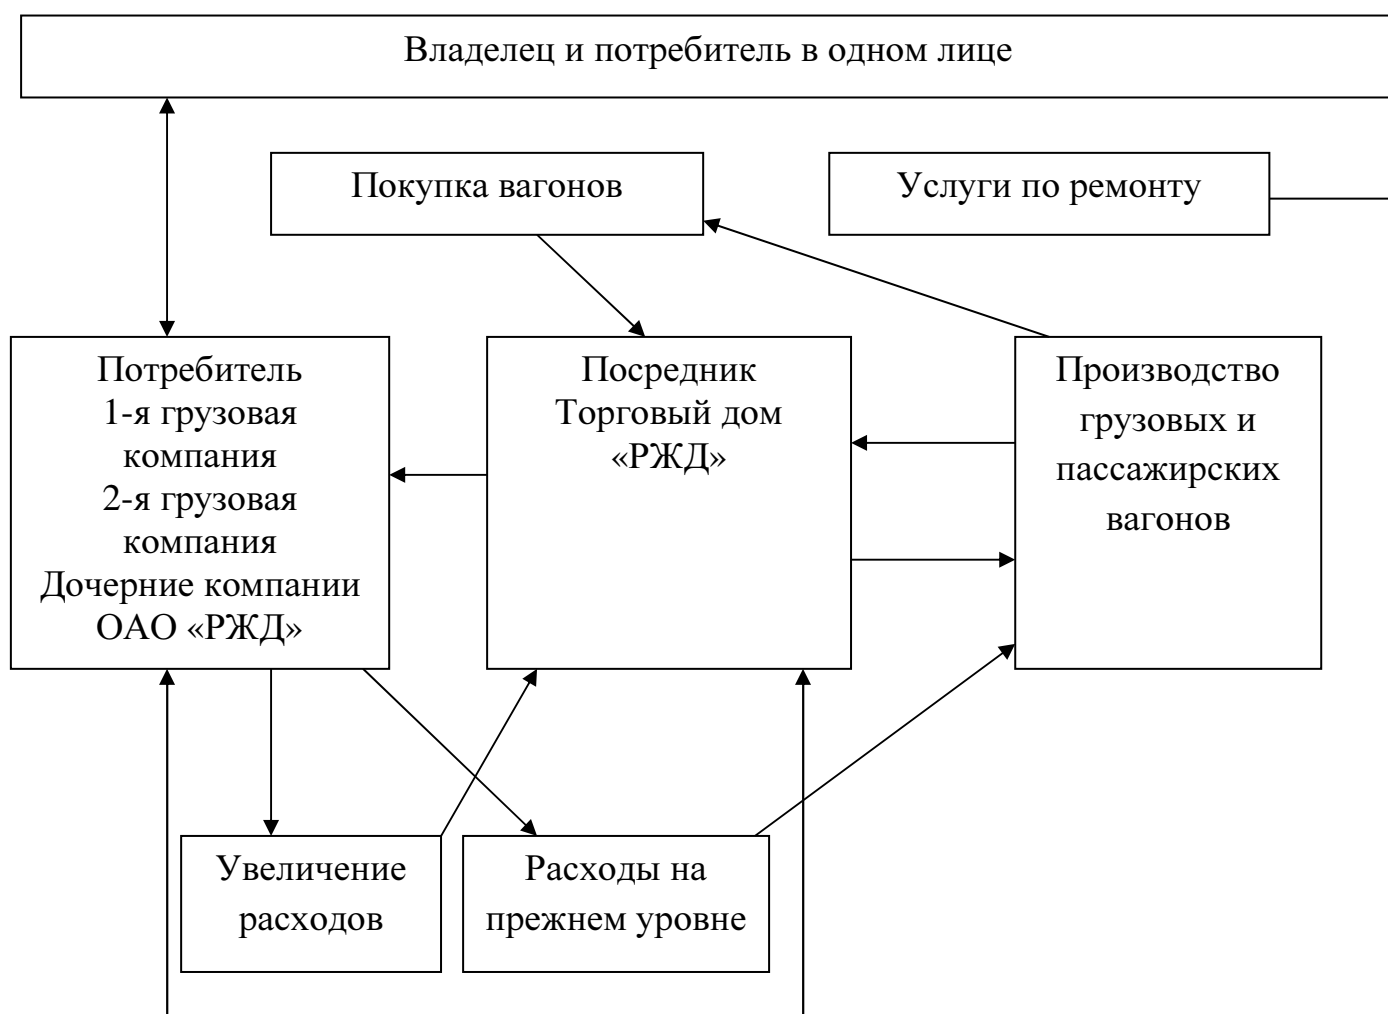 Владелец и потребитель в одном лице
Покупка вагонов
Услуги по ремонту
Потребитель
1-я грузовая
компания
2-я грузовая
компания
Дочерние компании
ОАО «РЖД»
Посредник
Торговый дом
«РЖД»
Производство
грузовых и
пассажирских
вагонов
Увеличение
расходов
Расходы на
прежнем уровне